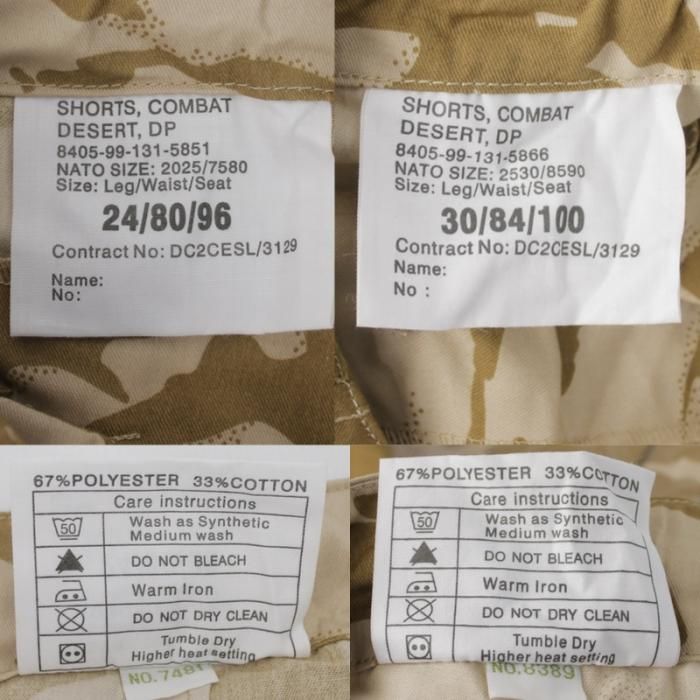 SHORTS, COMBAT
DESERT, DP
8405-99-131-5851
NATO SIZE: 2025/7580
Size: Leg/Waist/Seat
24/80/96
Contract No: DC2CESL/3129
Name:
No:
SHORTS, COMBAT
DESERT, DP
8405-99-131-5866
NATO SIZE: 2530/8590
Size: Leg/Waist/Seat
30/84/100
Contract No: DC2CESL/3129
Name:
No :
67%POLYESTER 33%COTTON
Care instructions
50
Wash as Synthetic
Medium wash
DO NOT BLEACH
Warm Iron
DO NOT DRY CLEAN
Tumble Dry
Higher heat setting
67%POLYESTER 33%COTTON
Care instructions
50
Wash as Synthetic
Medium wash
DO NOT BLEACH
Warm Iron
DO NOT DRY CLEAN
Tumble Dry
Higher heat setting
NO.8389